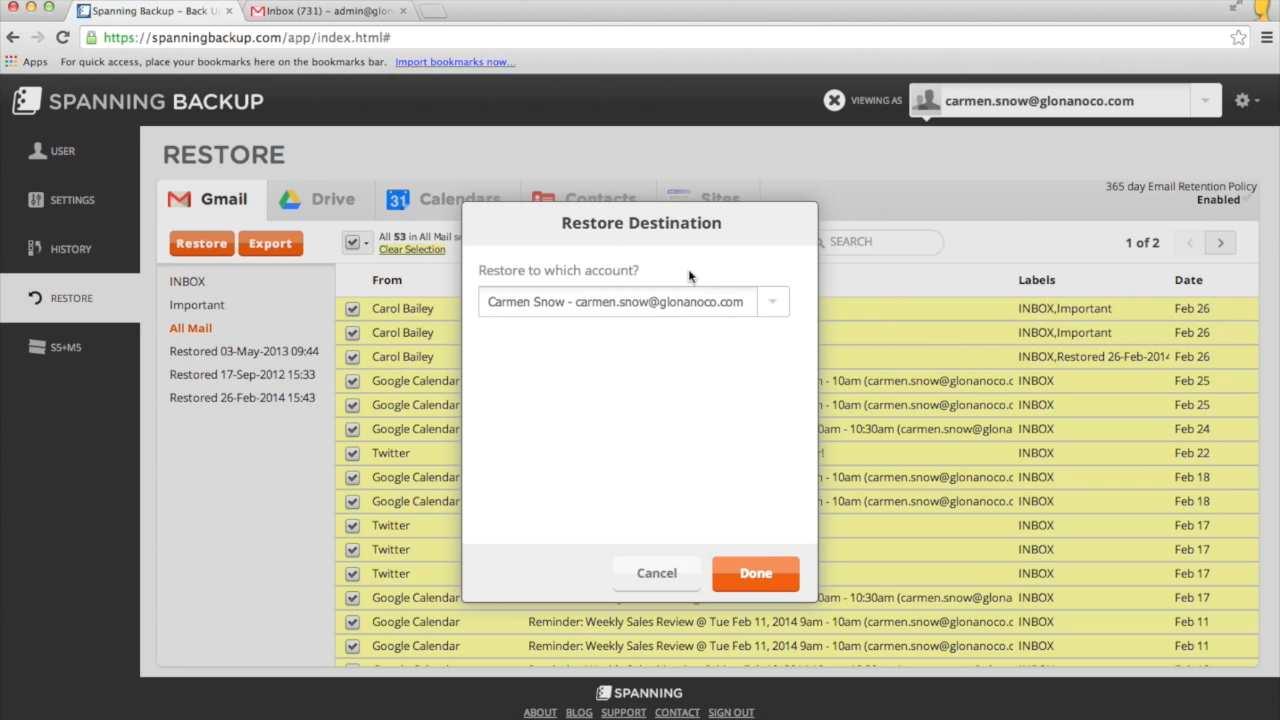 Spanning Backup – Back U
Inbox (731) – admin@glon
https://spanningbackup.com/app/index.html#
Apps For quick access, place your bookmarks here on the bookmarks bar. Import bookmarks now...
SPANNING BACKUP
VIEWING AS carmen.snow@glonanoco.com
USER
SETTINGS
HISTORY
RESTORE
S5+M5
RESTORE
Gmail Drive 31 Calendars Contacts Sites
365 day Email Retention Policy
Enabled
Restore Export
All 53 in All Mail se
Clear Selection
SEARCH
1 of 2
INBOX
Important
All Mail
Restored 03-May-2013 09:44
Restored 17-Sep-2012 15:33
Restored 26-Feb-2014 15:43
From Labels Date
Carol Bailey INBOX,Important Feb 26
Carol Bailey INBOX,Important Feb 26
Carol Bailey INBOX,Restored 26-Feb-2014 Feb 26
Google Calendar - 10am (carmen.snow@glonanoco.c INBOX Feb 25
Google Calendar - 10am (carmen.snow@glonanoco.c INBOX Feb 25
Google Calendar 0am - 10:30am (carmen.snow@glona INBOX Feb 24
Twitter INBOX Feb 22
Google Calendar - 10am (carmen.snow@glonanoco.c INBOX Feb 18
Google Calendar - 10am (carmen.snow@glonanoco.c INBOX Feb 18
Twitter INBOX Feb 17
Twitter INBOX Feb 17
Twitter INBOX Feb 17
Google Calendar 0am - 10:30am (carmen.snow@glona INBOX Feb 17
Google Calendar Reminder: Weekly Sales Review @ Tue Feb 11, 2014 9am - 10am (carmen.snow@glonanoco.c INBOX Feb 11
Google Calendar Reminder: Weekly Sales Review @ Tue Feb 11, 2014 9am - 10am (carmen.snow@glonanoco.c INBOX Feb 11
Restore Destination
Restore to which account?
Carmen Snow - carmen.snow@glonanoco.com
Cancel Done
SPANNING
ABOUT BLOG SUPPORT CONTACT SIGN OUT